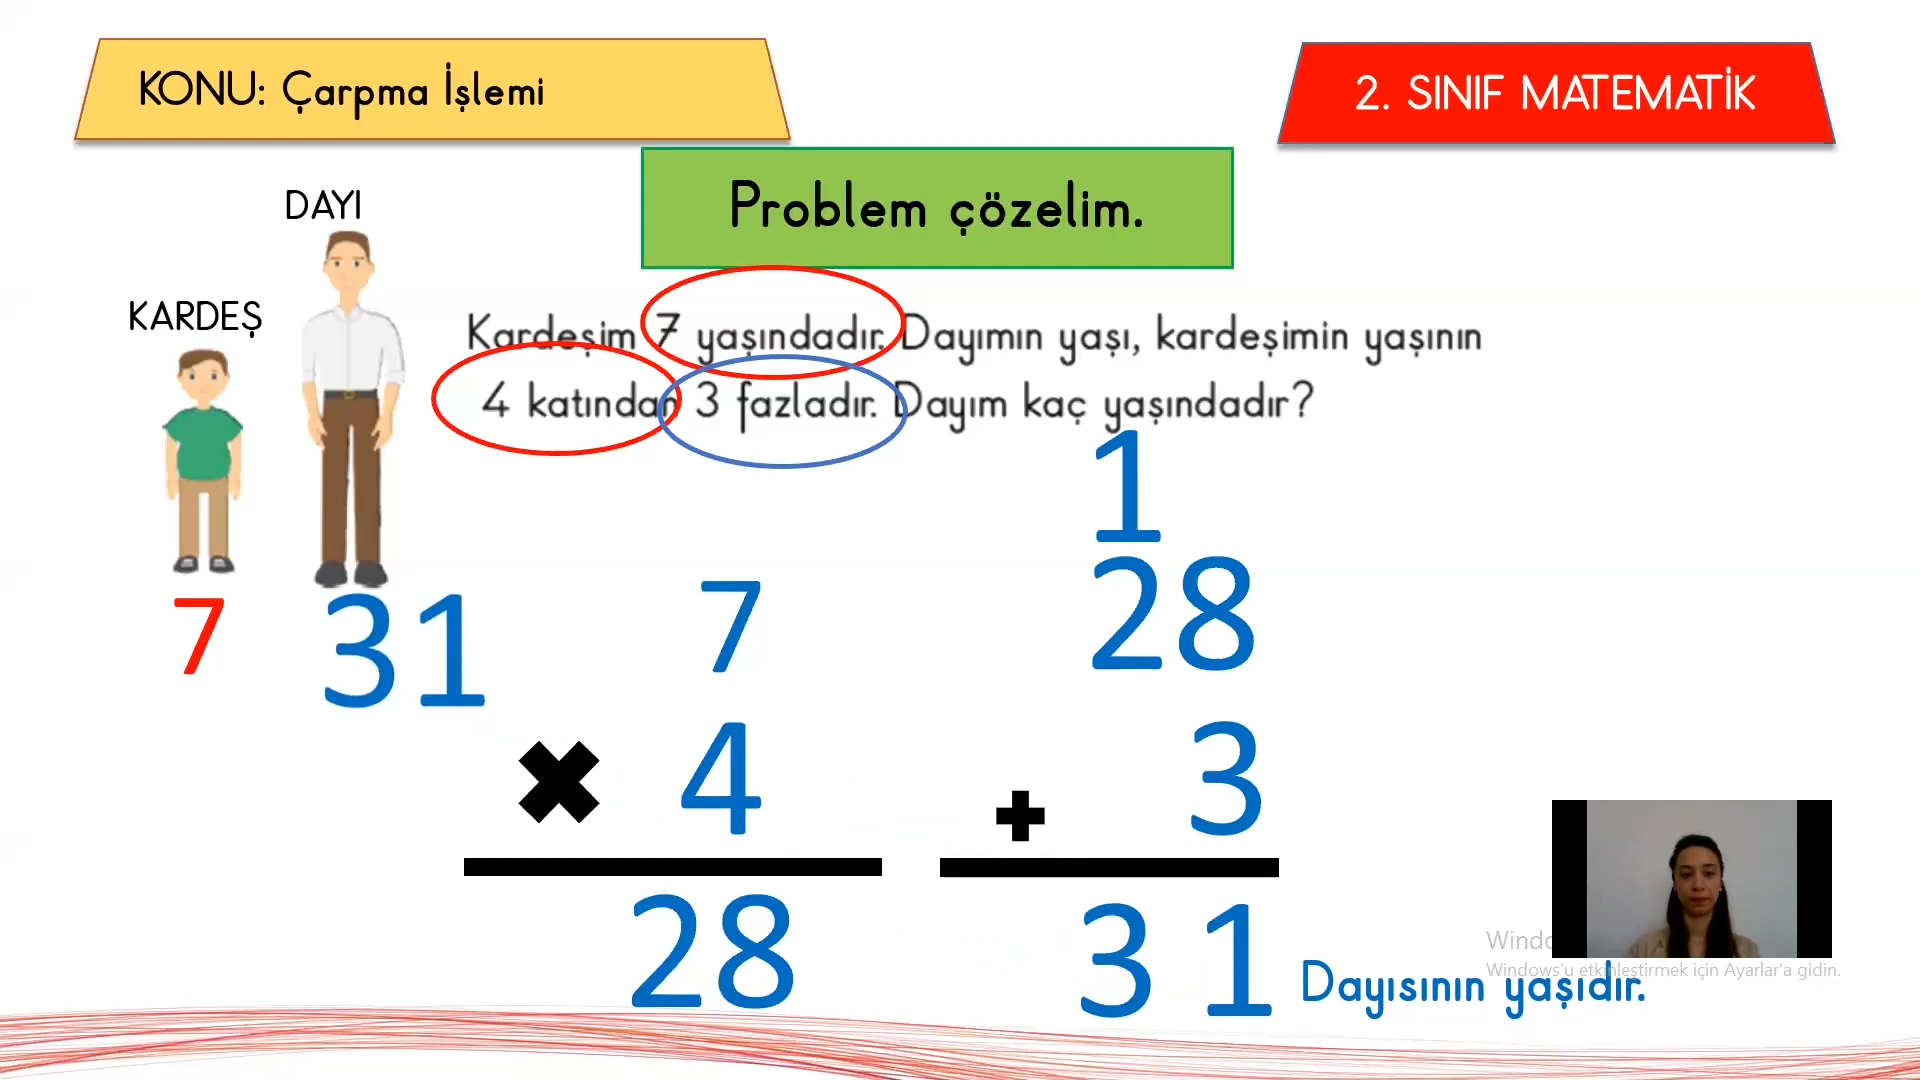 KONU: Çarpma İşlemi
2. SINIF MATEMATİK
Problem çözelim.
DAYI
KARDEŞ
Kardeşim 7 yaşındadır. Dayımın yaşı, kardeşimin yaşının
4 katından 3 fazladır. Dayım kaç yaşındadır?
7
31
7
× 4
28
1
28
+ 3
31
Dayısının yaşıdır.
Windows'u etkinleştirmek için Ayarlar'a gidin.